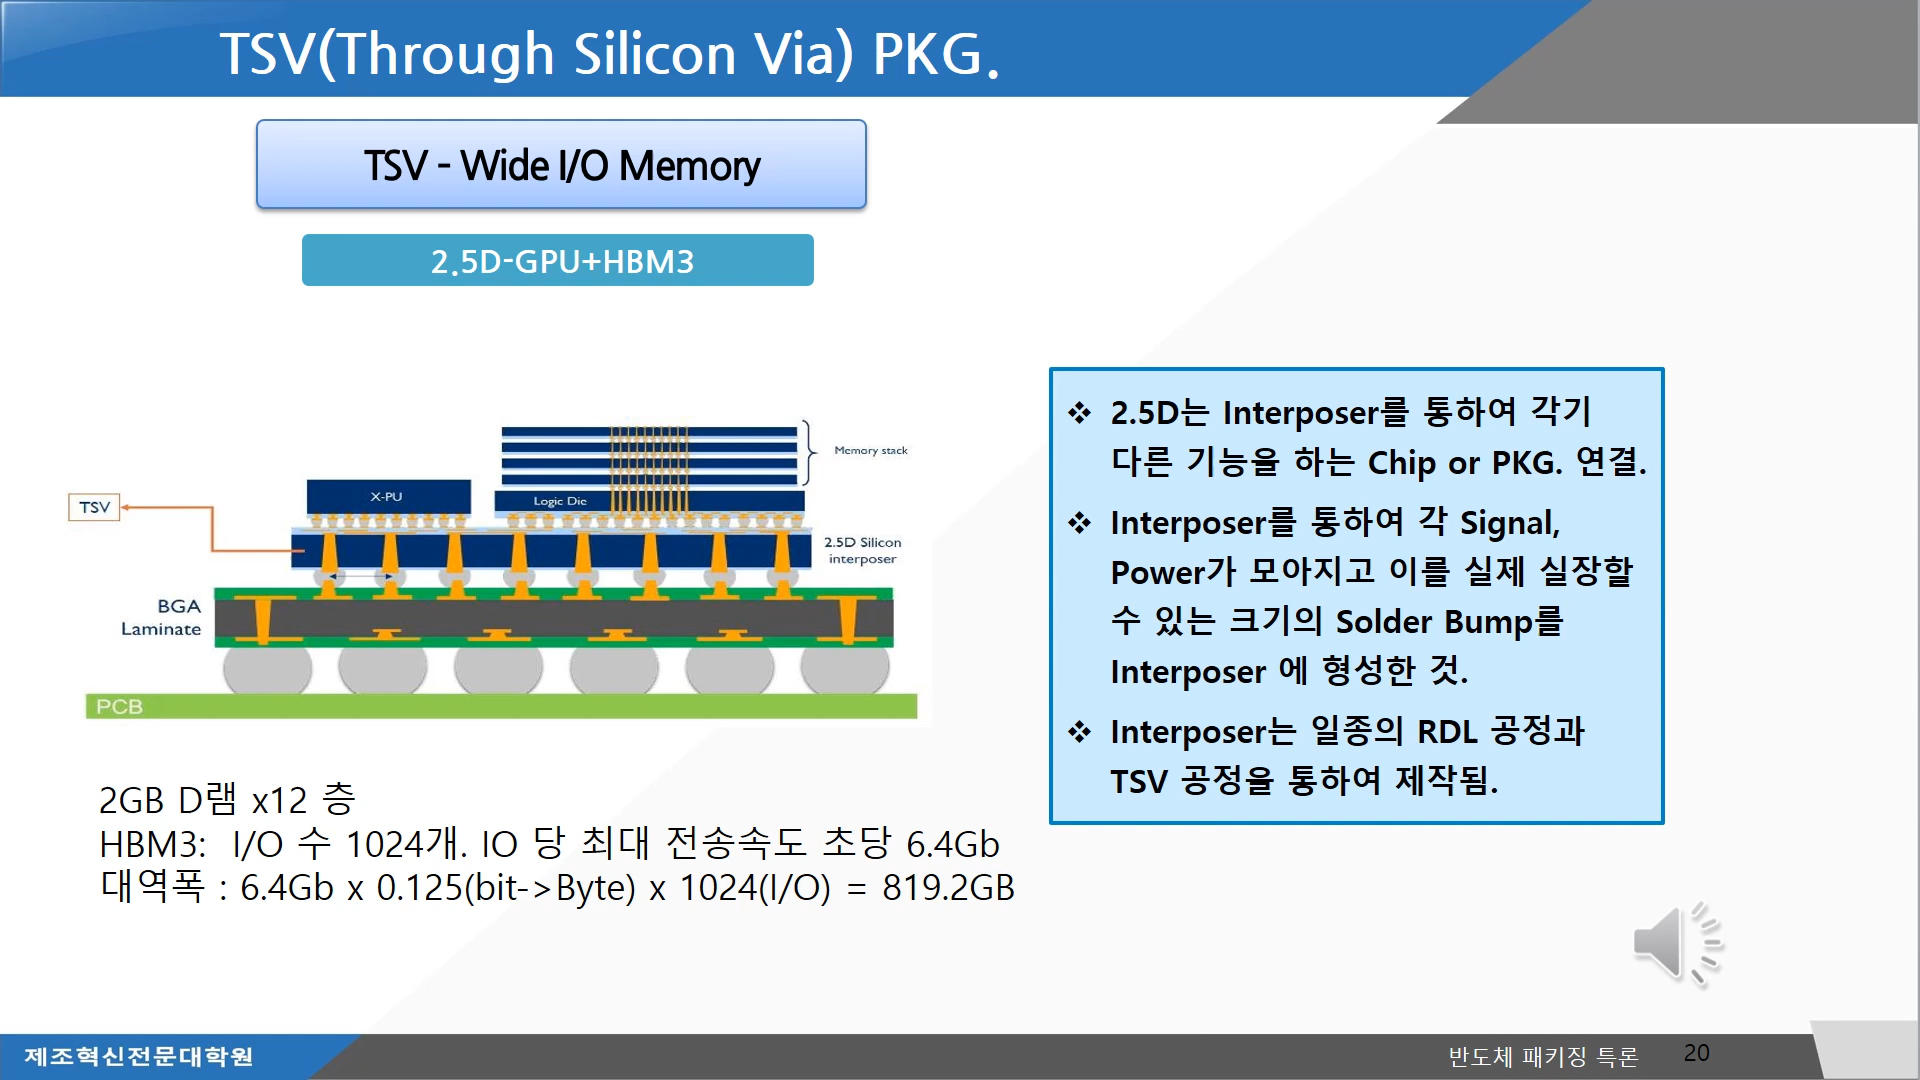 TSV(Through Silicon Via) PKG.
TSV - Wide I/O Memory
2.5D-GPU+HBM3
Memory stack
X-PU
Logic Die
TSV
2.5D Silicon
interposer
BGA
Laminate
PCB
2GB D램 x12 층
HBM3: I/O 수 1024개. IO 당 최대 전송속도 초당 6.4Gb
대역폭 : 6.4Gb x 0.125(bit->Byte) x 1024(I/O) = 819.2GB
❖ 2.5D는 Interposer를 통하여 각기
다른 기능을 하는 Chip or PKG. 연결.
❖ Interposer를 통하여 각 Signal,
Power가 모아지고 이를 실제 실장할
수 있는 크기의 Solder Bump를
Interposer 에 형성한 것.
❖ Interposer는 일종의 RDL 공정과
TSV 공정을 통하여 제작됨.
제조혁신전문대학원
반도체 패키징 특론
20